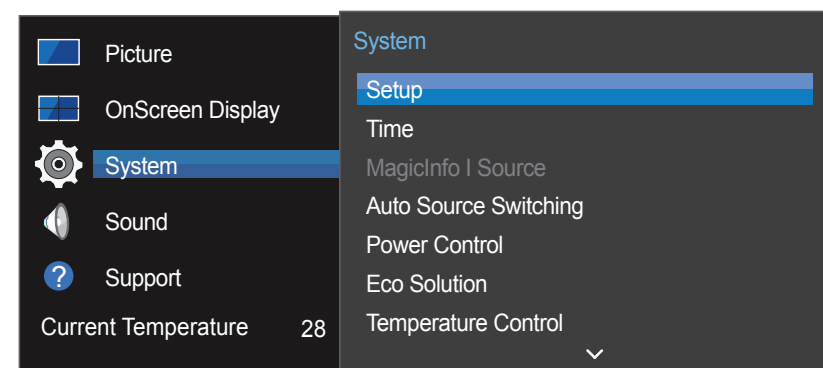 Picture
OnScreen Display
System
Sound
?
Support
Current Temperature 28
System
Setup
Time
MagicInfo I Source
Auto Source Switching
Power Control
Eco Solution
Temperature Control